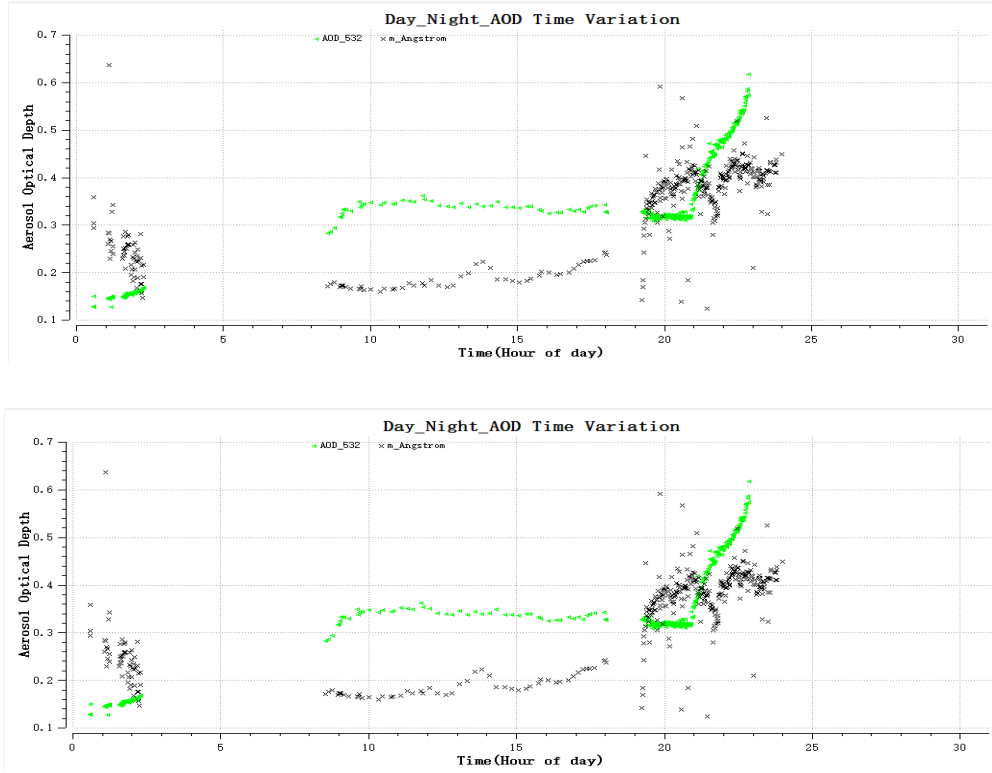 Day_Night_AOD Time Variation
AOD_532 m_Angstrom
0.7
0.6
0.5
0.4
0.3
0.2
0.1
Aerosol Optical Depth
0 5 10 15 20 25 30
Time(Hour of day)
Day_Night_AOD Time Variation
AOD_532 m_Angstrom
0.7
0.6
0.5
0.4
0.3
0.2
0.1
Aerosol Optical Depth
0 5 10 15 20 25 30
Time(Hour of day)